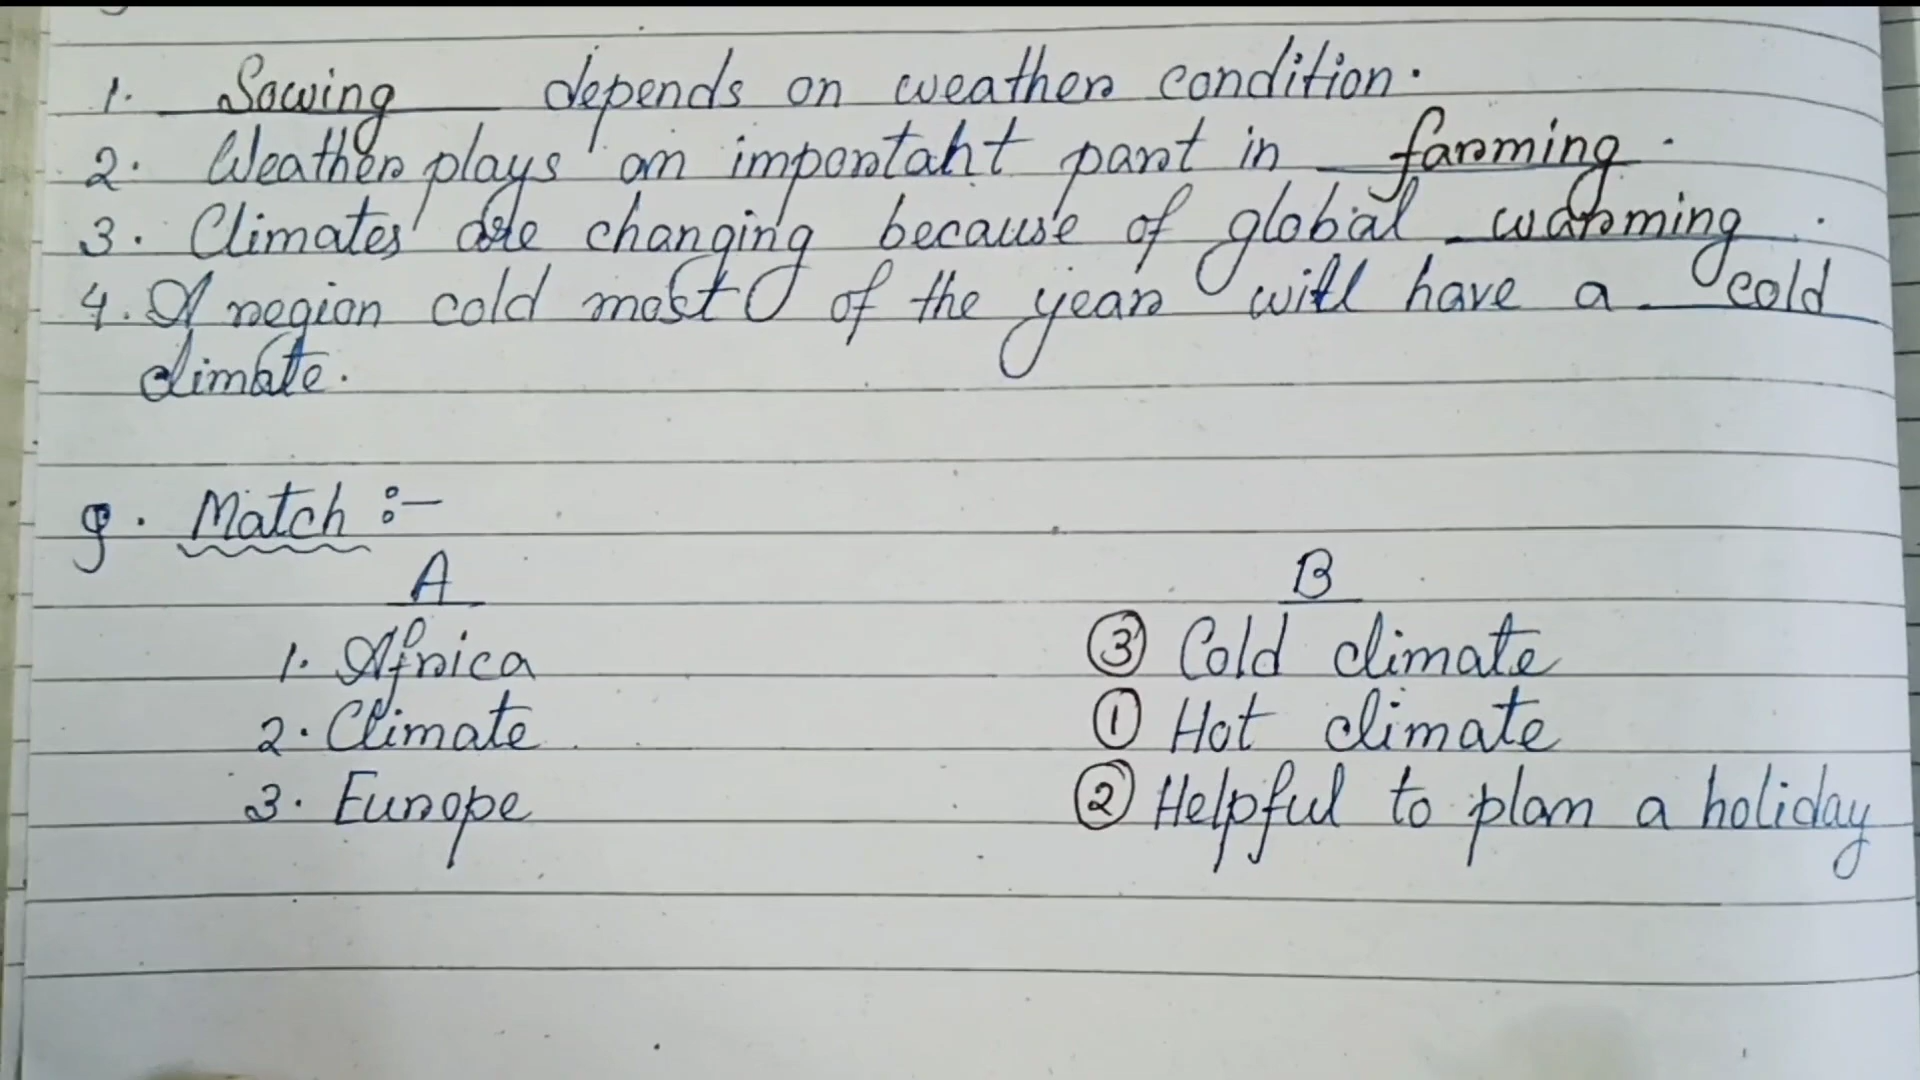 1. Sowing depends on weather condition.
2. Weather plays an important part in farming.
3. Climates are changing because of global warming.
4. A region cold most of the year will have a cold
climate.
g. Match :-
A B
1. Africa ③ Cold climate
2. Climate ① Hot climate
3. Europe ② Helpful to plan a holiday